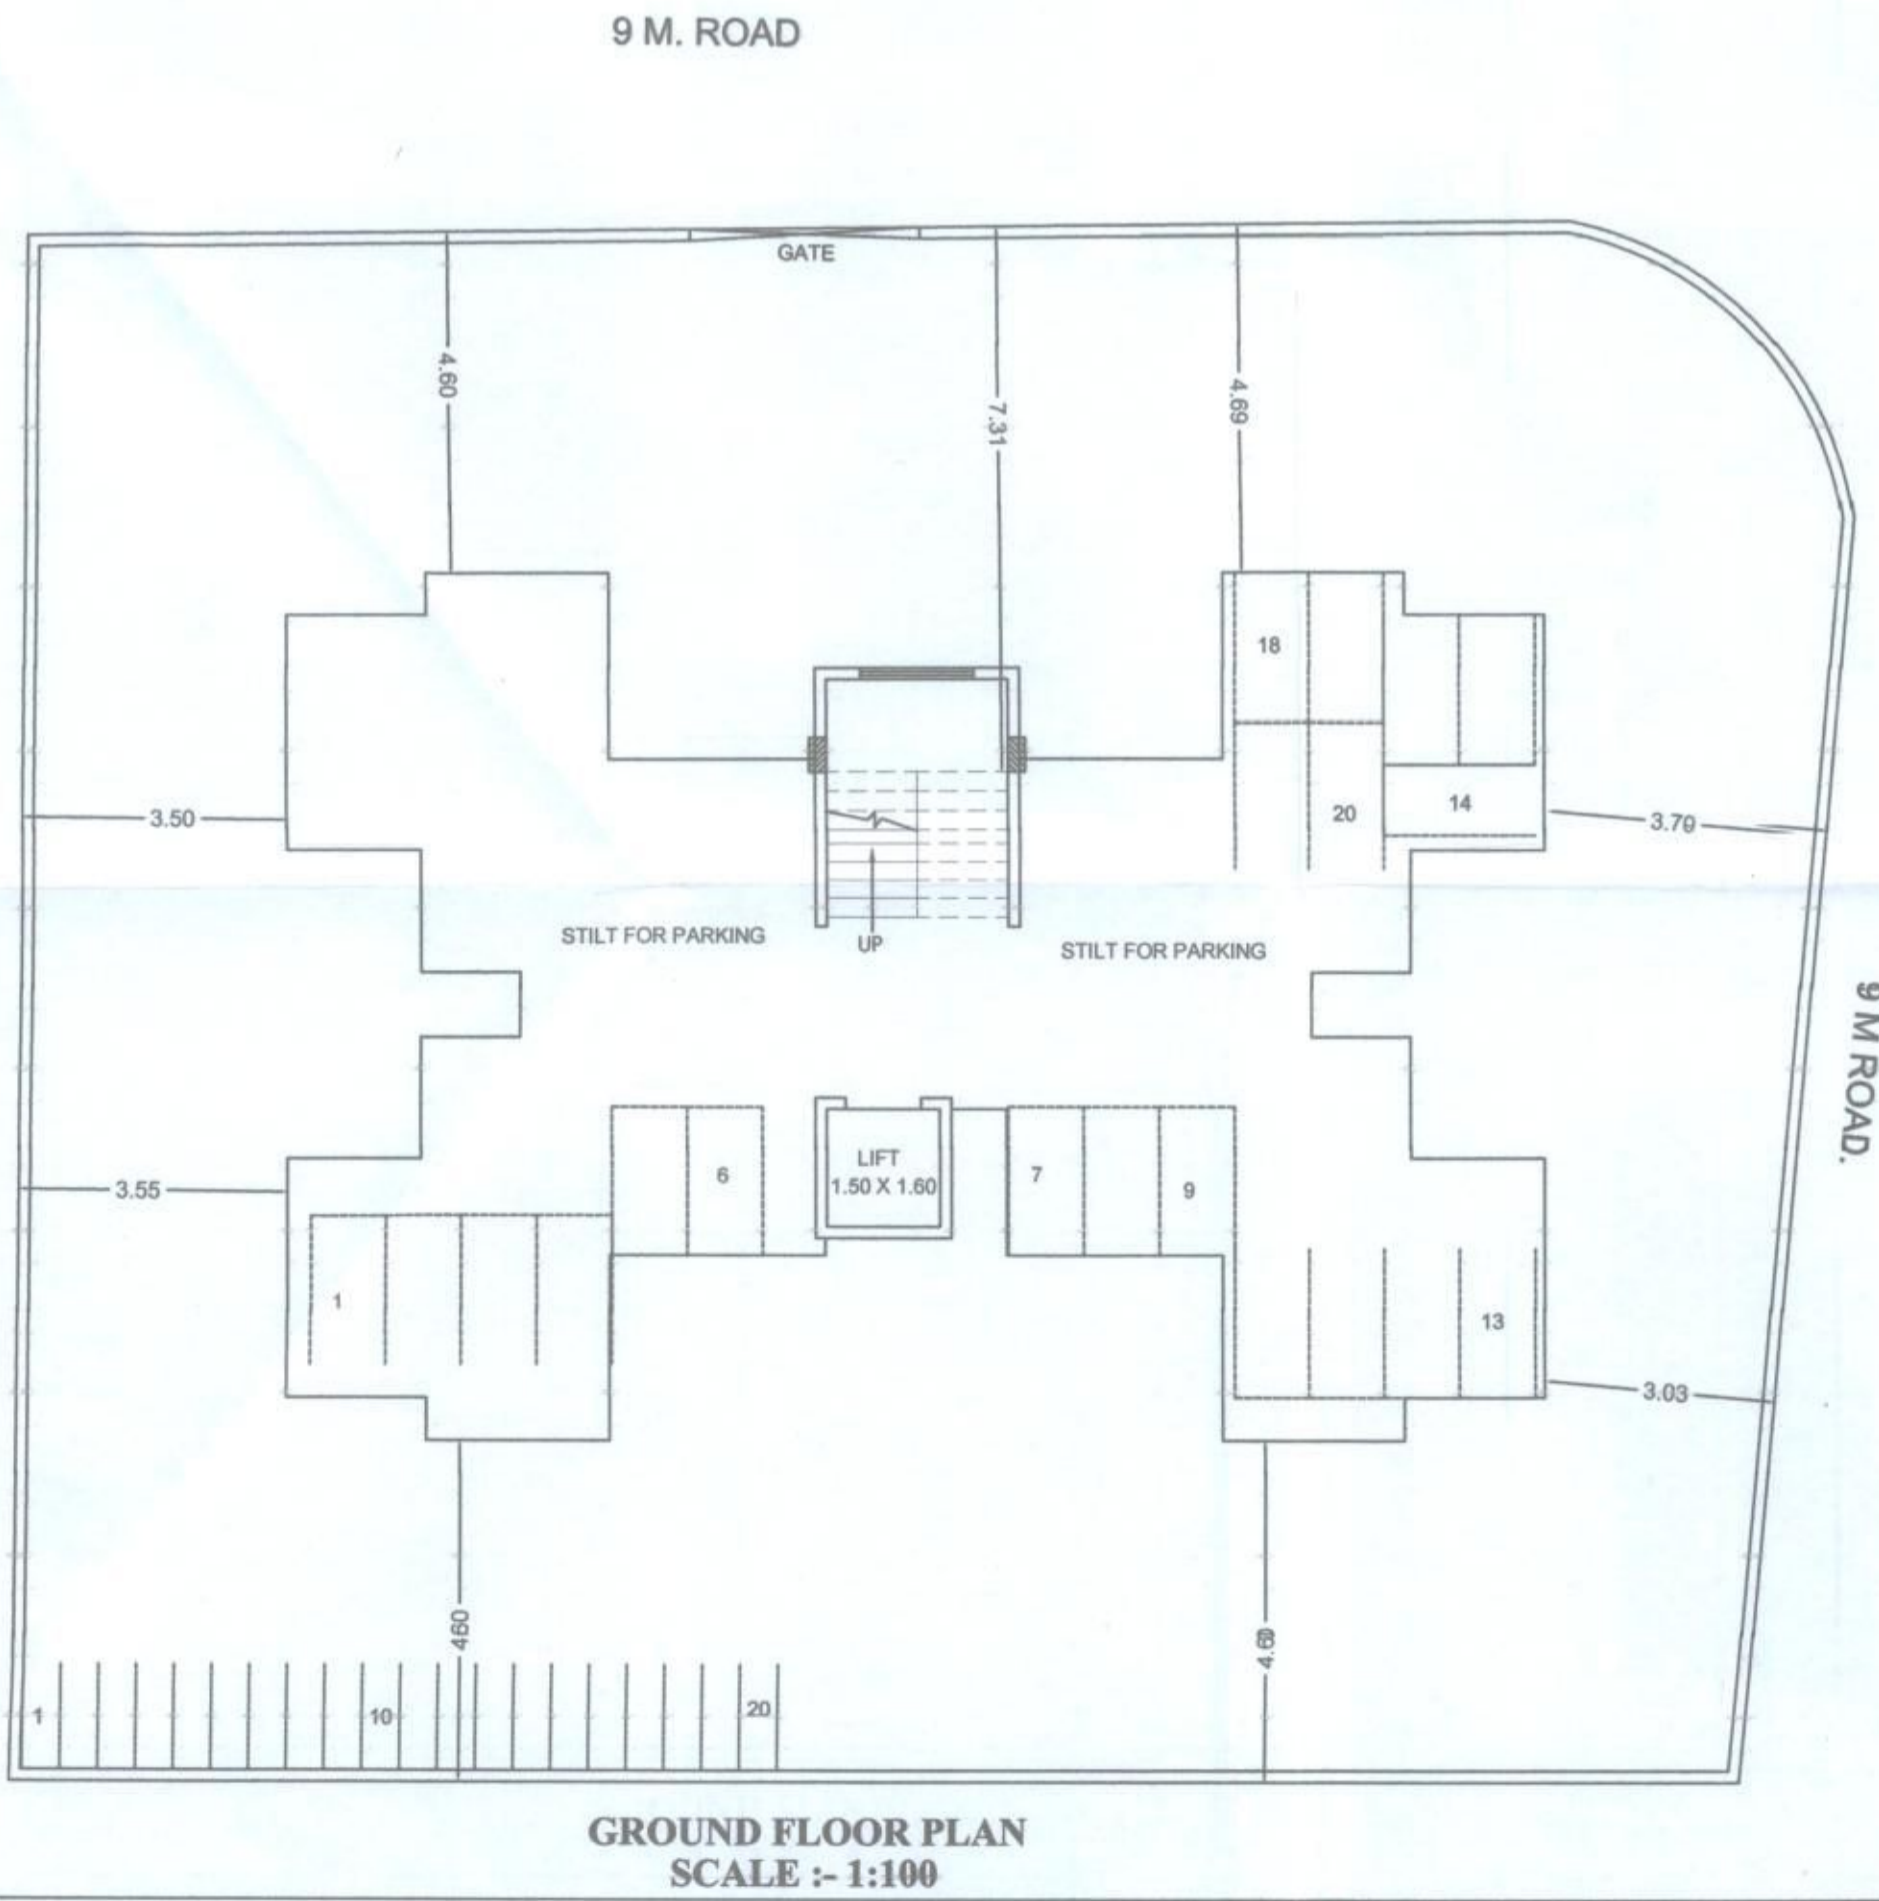 9 M. ROAD
GATE
4.60
7.31
4.69
18
3.50
20
14
3.70
STILT FOR PARKING
UP
STILT FOR PARKING
9 M ROAD.
6
LIFT
1.50 X 1.60
7
9
3.55
1
13
3.03
460
4.60
1
10
20
GROUND FLOOR PLAN
SCALE :- 1:100